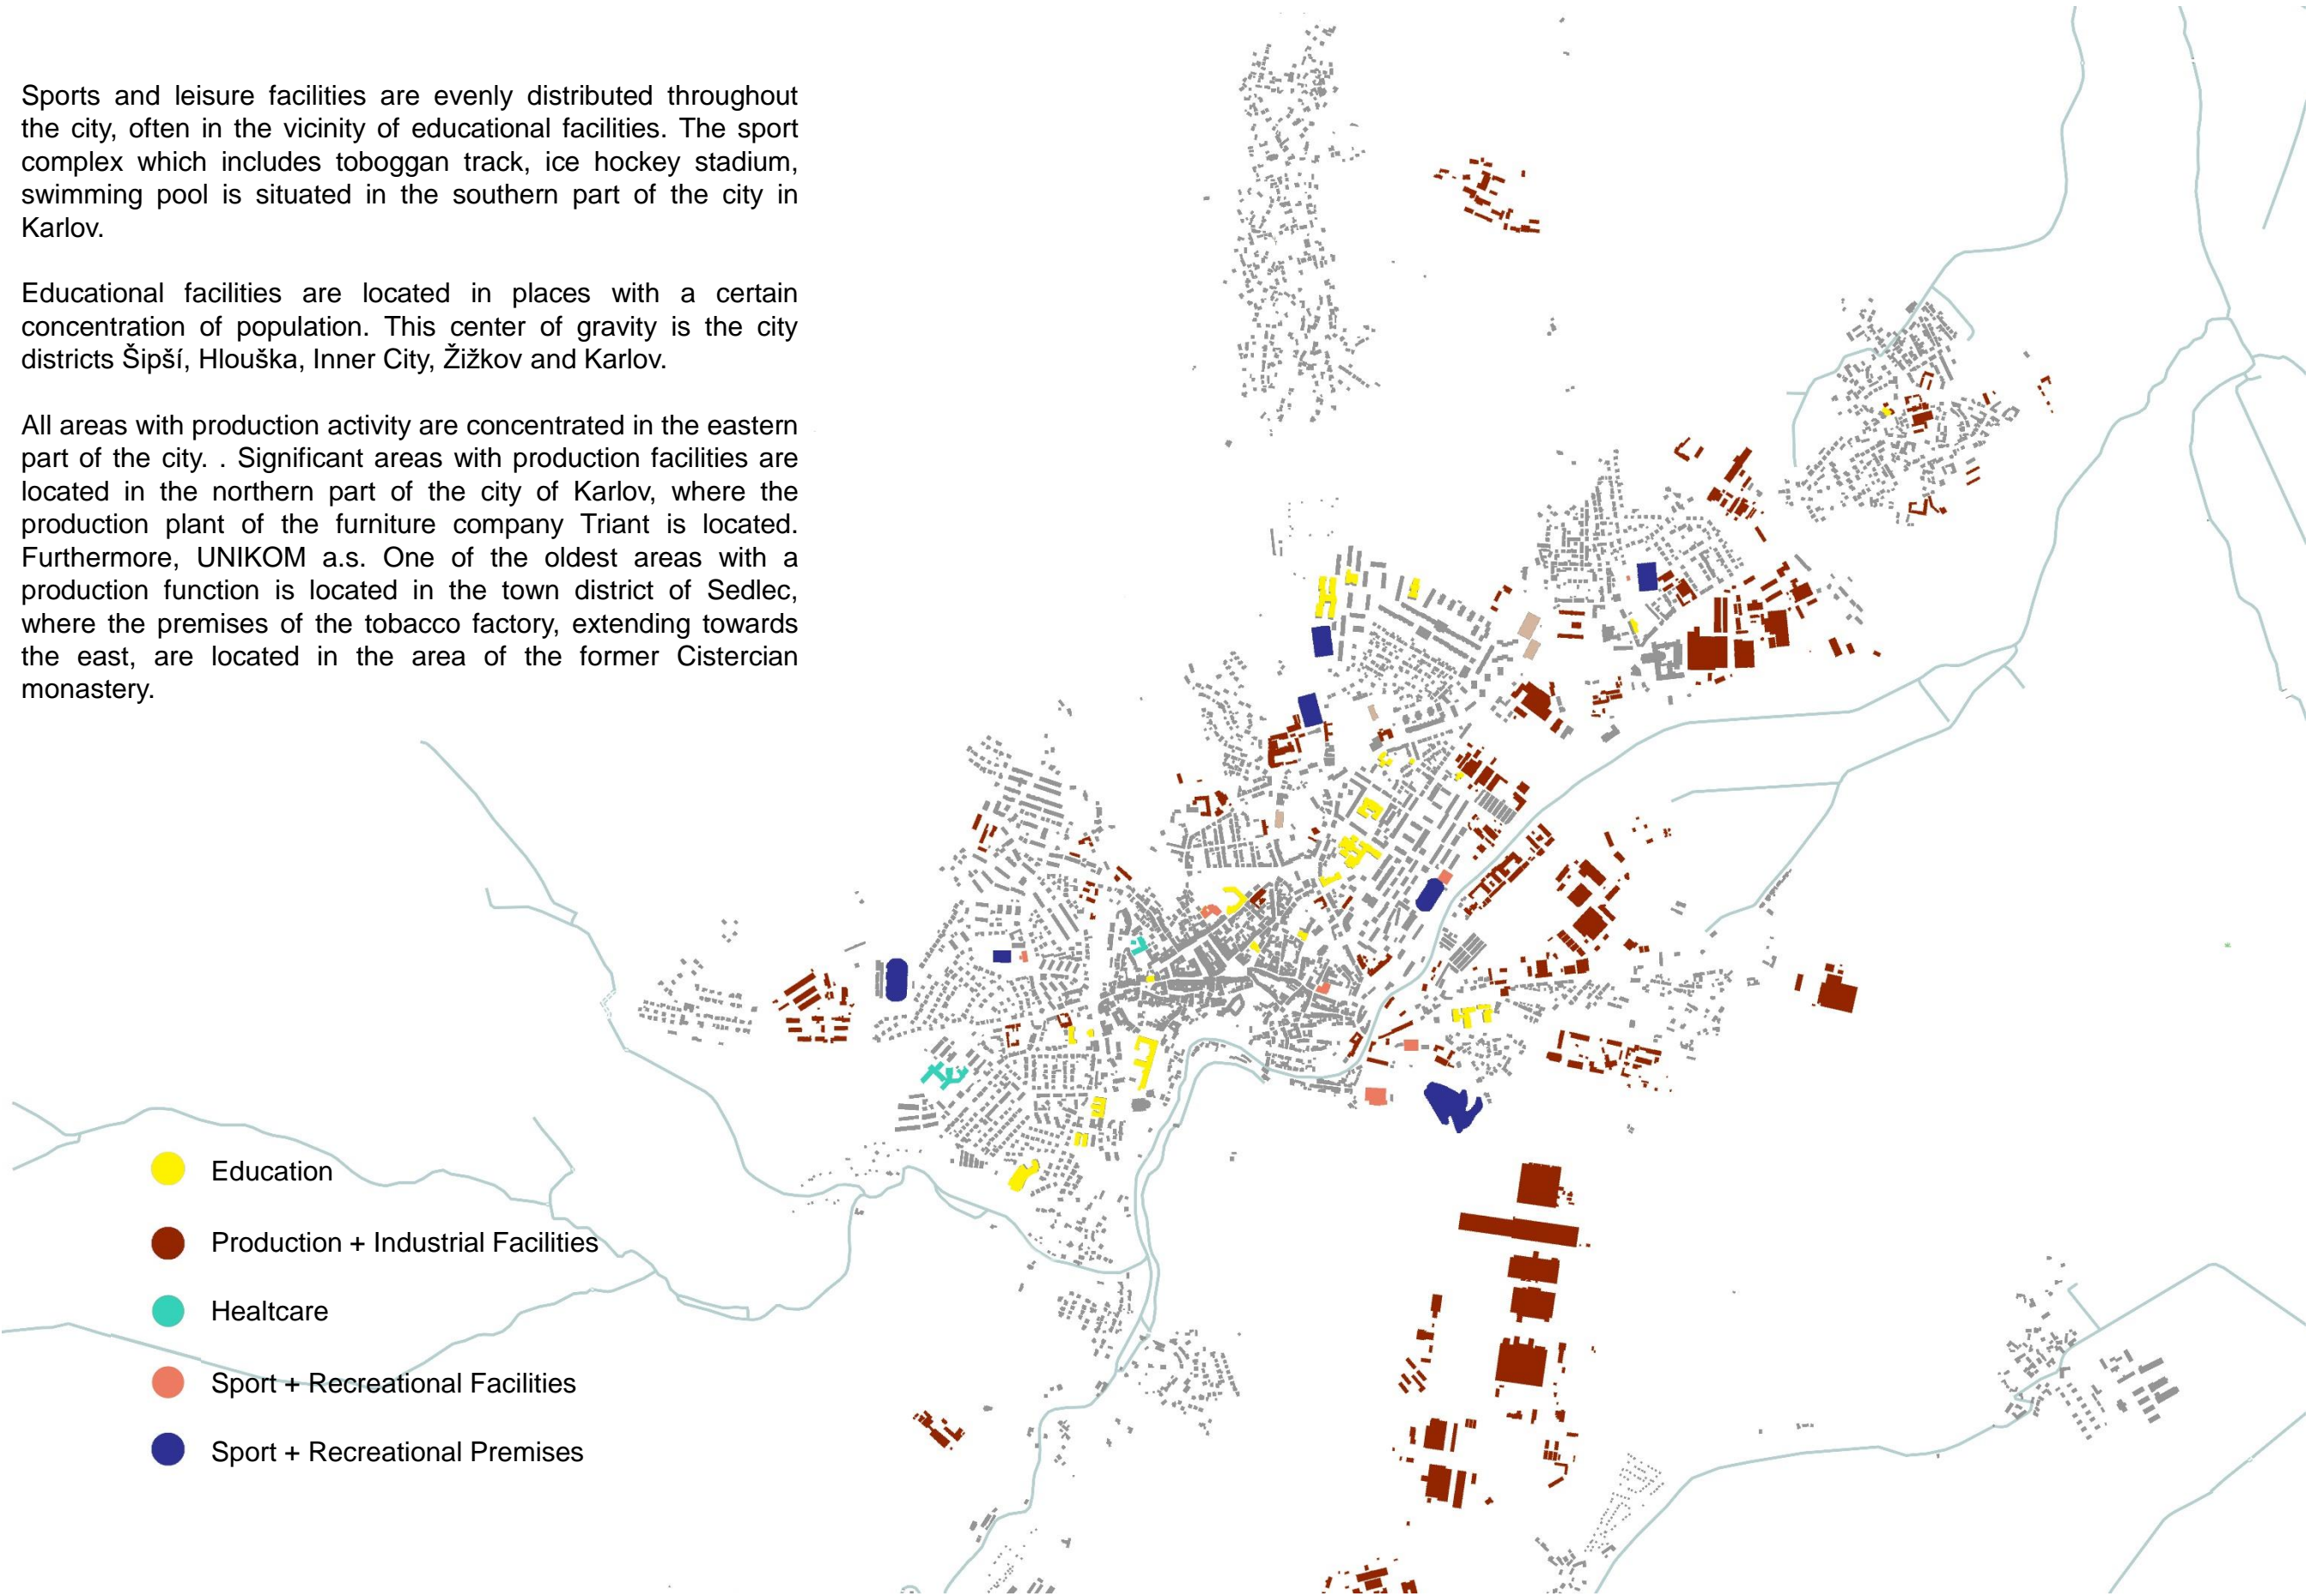 Sports and leisure facilities are evenly distributed throughout
the city, often in the vicinity of educational facilities. The sport
complex which includes toboggan track, ice hockey stadium,
swimming pool is situated in the southern part of the city in
Karlov.
Educational facilities are located in places with a certain
concentration of population. This center of gravity is the city
districts Šipší, Hlouška, Inner City, Žižkov and Karlov.
All areas with production activity are concentrated in the eastern
part of the city. . Significant areas with production facilities are
located in the northern part of the city of Karlov, where the
production plant of the furniture company Triant is located.
Furthermore, UNIKOM a.s. One of the oldest areas with a
production function is located in the town district of Sedlec,
where the premises of the tobacco factory, extending towards
the east, are located in the area of the former Cistercian
monastery.
Education
Production + Industrial Facilities
Healtcare
Sport + Recreational Facilities
Sport + Recreational Premises